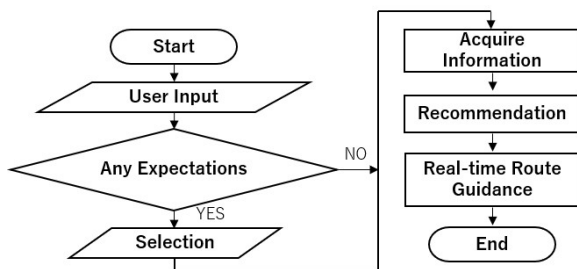 Start
User Input
Any Expectations
NO
YES
Selection
Acquire
Information
Recommendation
Real-time Route
Guidance
End